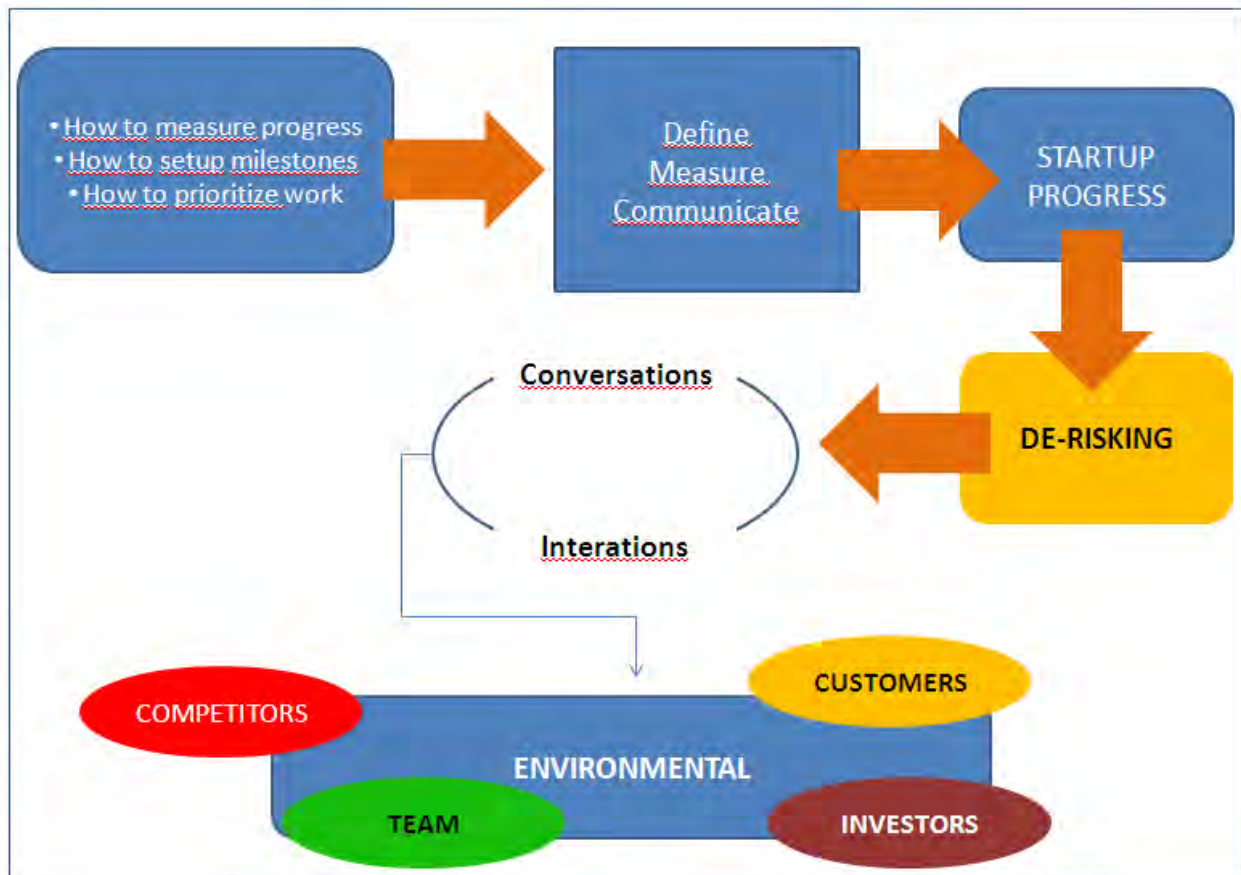 • How to measure progress
• How to setup milestones
• How to prioritize work
Define
Measure
Communicate
STARTUP
PROGRESS
DE-RISKING
Conversations
Interations
COMPETITORS
CUSTOMERS
ENVIRONMENTAL
TEAM
INVESTORS